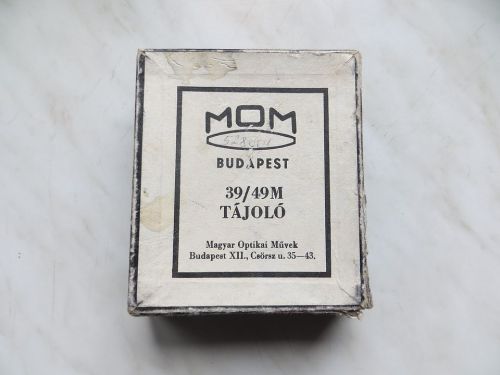 MOM
BUDAPEST
39/49M
TÁJOLÓ
Magyar Optikai Művek
Budapest XII., Csörsz u. 35—43.